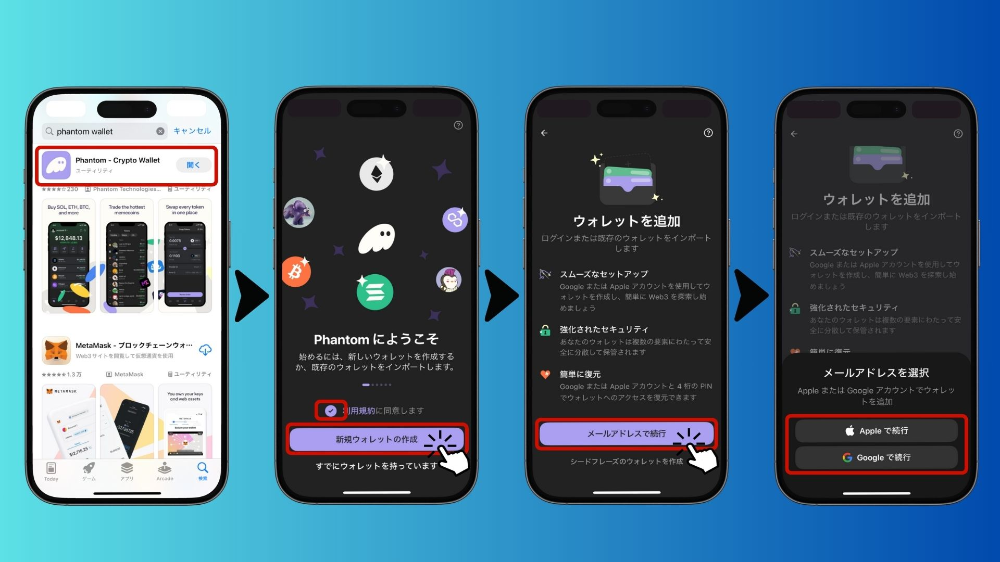 phantom wallet
キャンセル
Phantom - Crypto Wallet
ユーティリティ
開く
230
Phantom Technologies...
ユーティリティ
Buy SOL, ETH, BTC,
and more
Trade the hottest
memecoins
Swap every token
in one place
$12,848.13
0.0075
0.1103
MetaMask - ブロックチェーンウォ…
Web3サイトを閲覧して仮想通貨を使用
1.3 万
MetaMask
ユーティリティ
METAMASK
$12,715.25
You own your keys
and web assets
METAMASK
Secure your wallet
Today
ゲーム
アプリ
Arcade
検索
Phantom にようこそ
始めるには、新しいウォレットを作成する
か、既存のウォレットをインポートします。
利用規約に同意します
新規ウォレットの作成
すでにウォレットを持っています
ウォレットを追加
ログインまたは既存のウォレットをインポート
します
スムーズなセットアップ
Google または Apple アカウントを使用してウ
ォレットを作成し、簡単に Web3 を探索し始
めましょう
強化されたセキュリティ
あなたのウォレットは複数の要素にわたって安
全に分散して保管されます
簡単に復元
Google または Apple アカウントと 4 桁の PIN
でウォレットへのアクセスを復元できます
メールアドレスで続行
シードフレーズのウォレットを作成
ウォレットを追加
ログインまたは既存のウォレットをインポート
します
スムーズなセットアップ
Google または Apple アカウントを使用してウ
ォレットを作成し、簡単に Web3 を探索し始
めましょう
強化されたセキュリティ
あなたのウォレットは複数の要素にわたって安
全に分散して保管されます
簡単に復元
メールアドレスを選択
Apple または Google アカウントでウォレッ
トを追加
Apple で続行
Google で続行